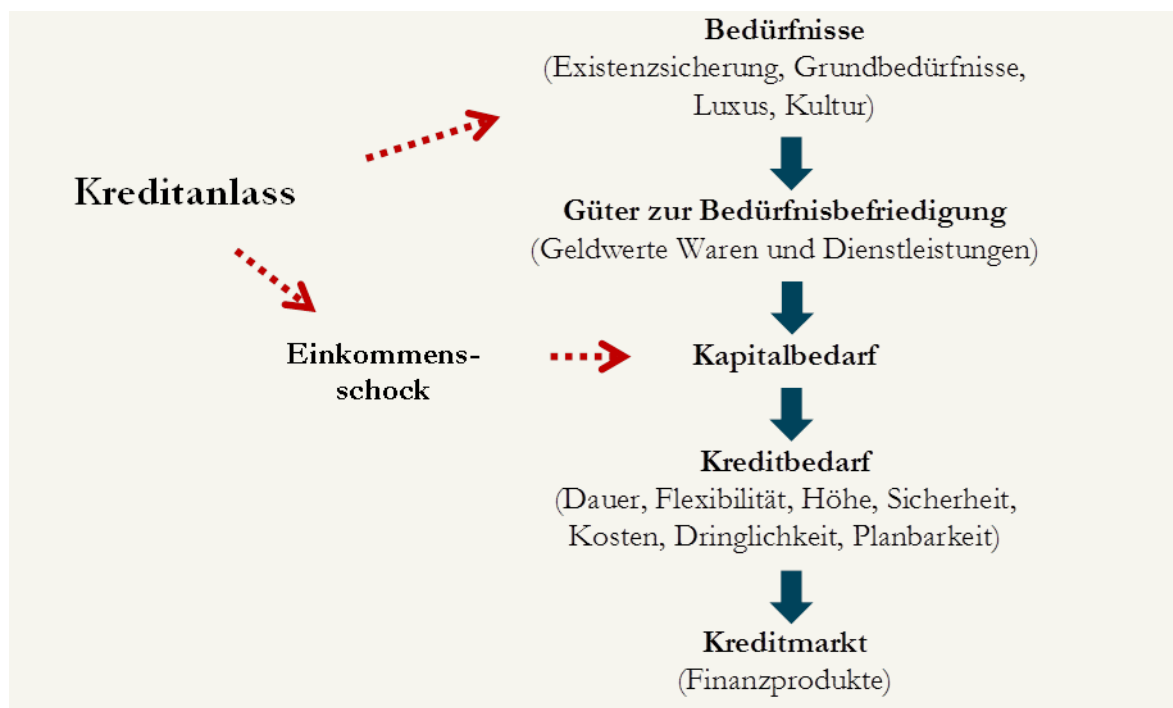 Bedürfnisse
(Existenzsicherung, Grundbedürfnisse,
Luxus, Kultur)
Kreditanlass
Güter zur Bedürfnisbefriedigung
(Geldwerte Waren und Dienstleistungen)
Einkommens-
schock
Kapitalbedarf
Kreditbedarf
(Dauer, Flexibilität, Höhe, Sicherheit,
Kosten, Dringlichkeit, Planbarkeit)
Kreditmarkt
(Finanzprodukte)